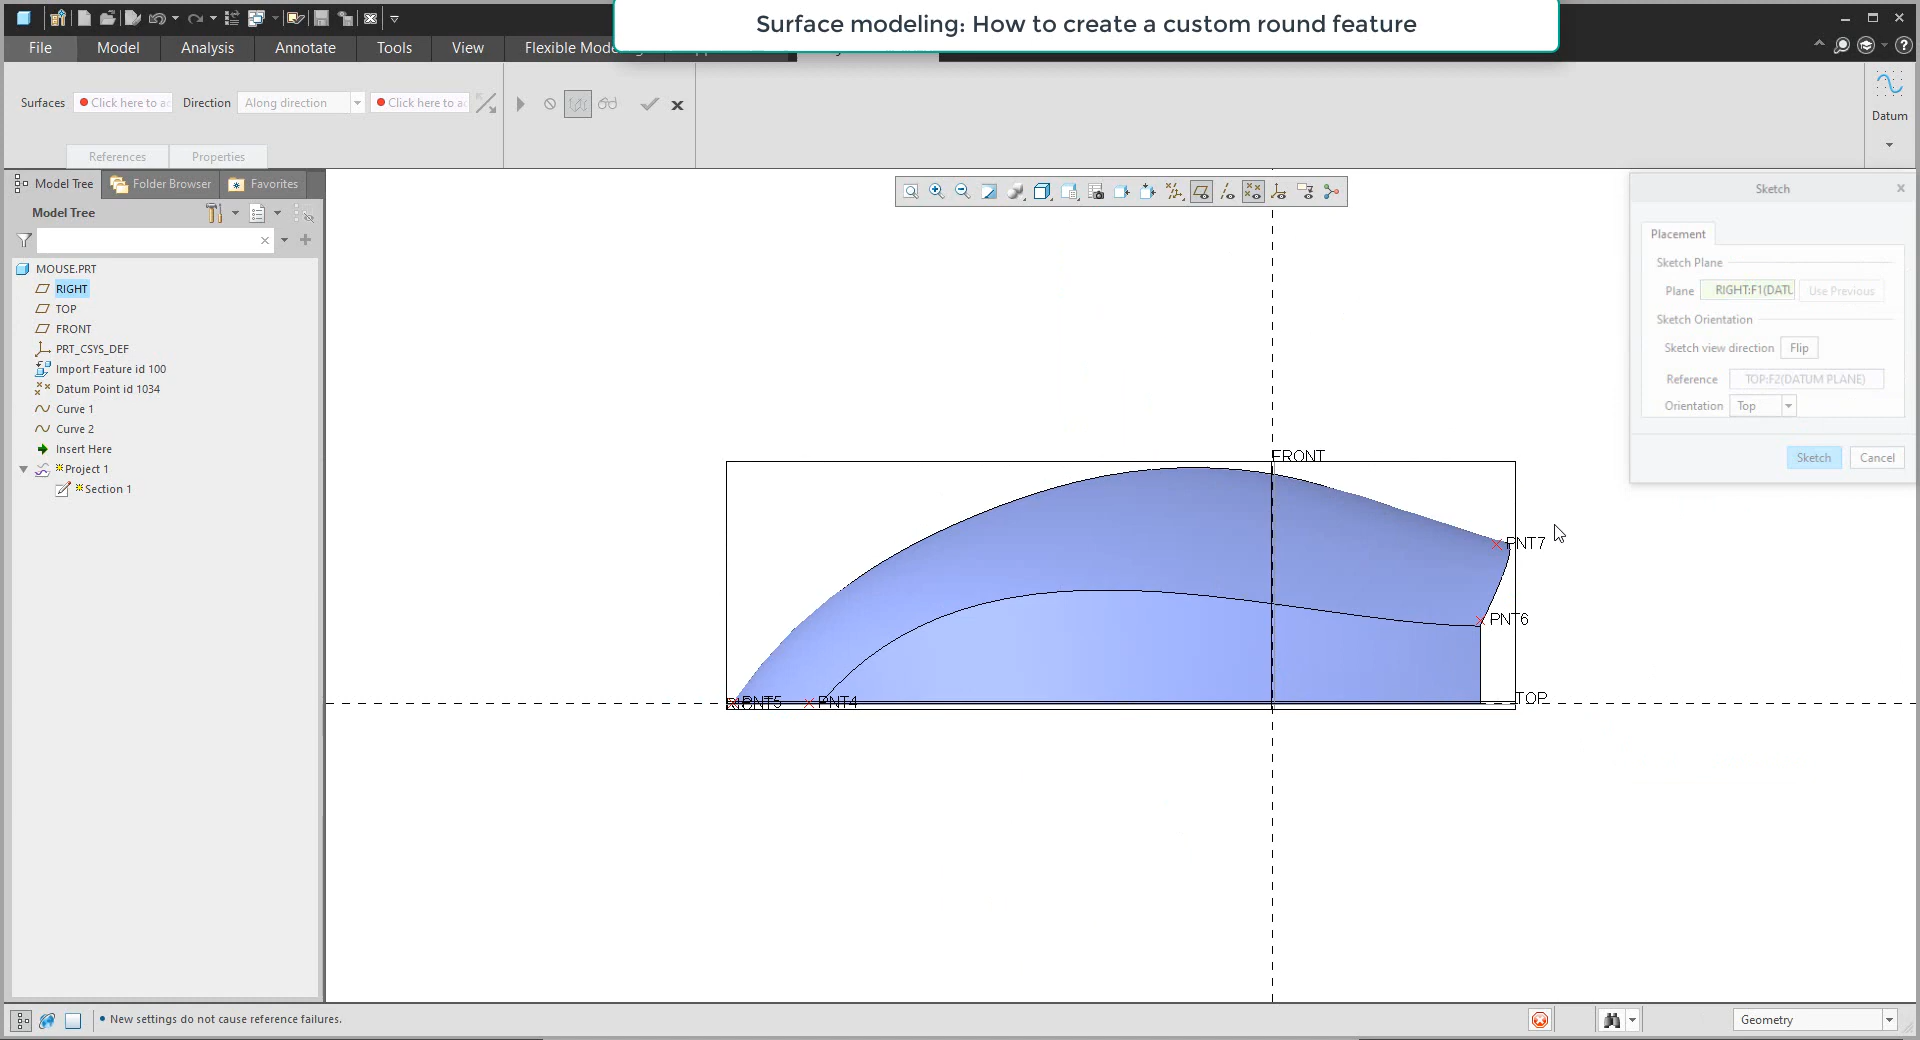 Surface modeling: How to create a custom round feature
File
Model
Analysis
Annotate
Tools
View
Surfaces
Click here to
Direction
Along direction
Click here to
References
Properties
Datum
Model Tree
Folder Browser
Favorites
Model Tree
MOUSE.PRT
RIGHT
TOP
FRONT
PRT_CSYS_DEF
Import Feature id 100
Datum Point id 1034
Curve 1
Curve 2
Insert Here
Project 1
Section 1
FRONT
PNT7
PNT6
TOP
PNT5
PNT4
Sketch
Placement
Sketch Plane
Plane
RIGHT:F1(DATU
Use Previous
Sketch Orientation
Sketch view direction
Flip
Reference
TOP:F2(DATUM PLANE)
Orientation
Top
Sketch
Cancel
• New settings do not cause reference failures.
Geometry